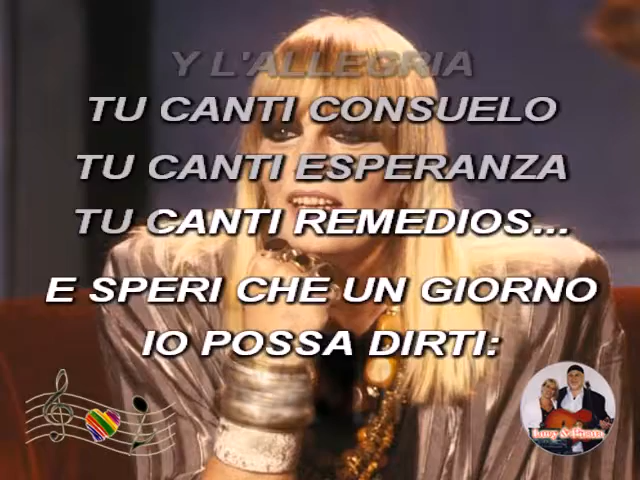 Y L'ALLEGRIA
TU CANTI CONSUELO
TU CANTI ESPERANZA
TU CANTI REMEDIOS...
E SPERI CHE UN GIORNO
IO POSSA DIRTI: